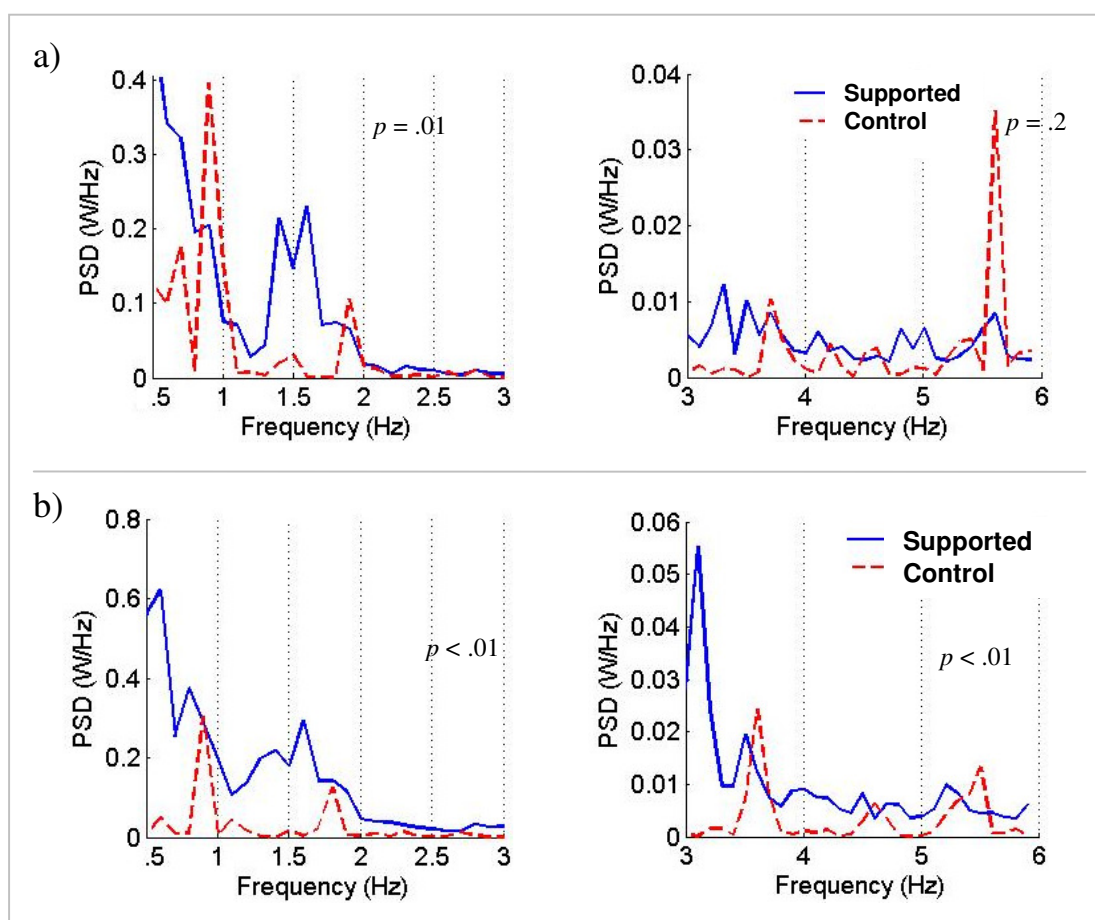 a)
0.4
0.3
0.2
0.1
0
PSD (W/Hz)
p = .01
.5 1 1.5 2 2.5 3
Frequency (Hz)
0.04
0.03
0.02
0.01
0
PSD (W/Hz)
Supported
Control
p = .2
3 4 5 6
Frequency (Hz)
b)
0.8
0.6
0.4
0.2
0
PSD (W/Hz)
p < .01
.5 1 1.5 2 2.5 3
Frequency (Hz)
0.06
0.05
0.04
0.03
0.02
0.01
0
PSD (W/Hz)
Supported
Control
p < .01
3 4 5 6
Frequency (Hz)